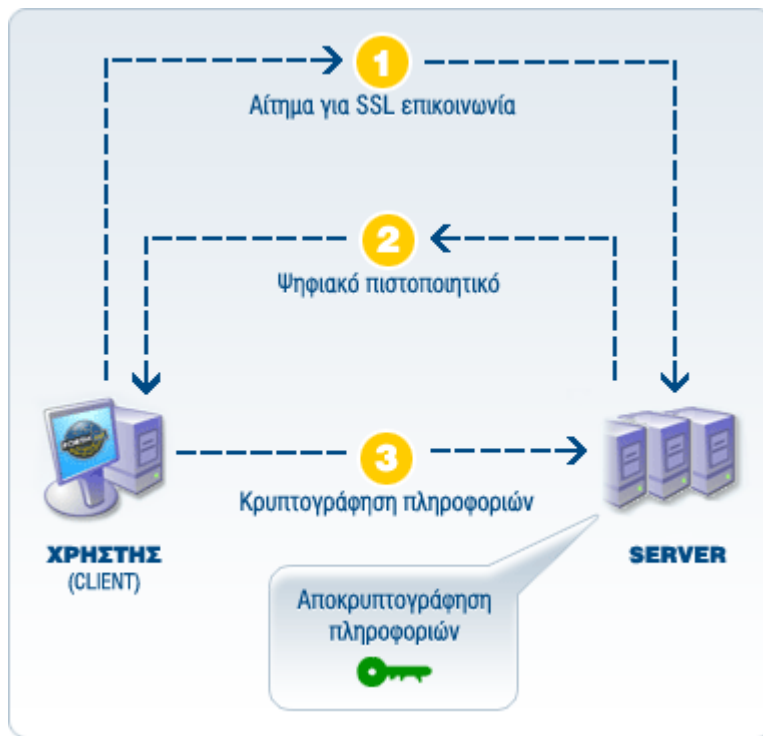 1
Αίτημα για SSL επικοινωνία
2
Ψηφιακό πιστοποιητικό
3
Κρυπτογράφηση πληροφοριών
ΧΡΗΣΤΗΣ
(CLIENT)
SERVER
Αποκρυπτογράφηση
πληροφοριών